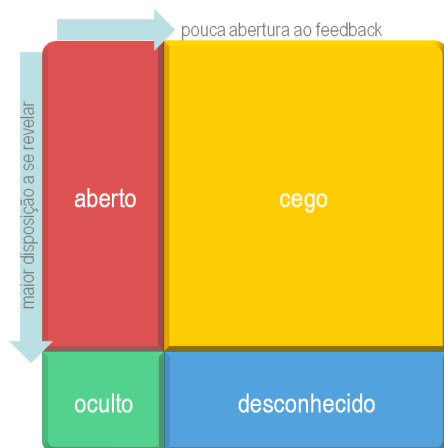 pouca abertura ao feedback
maior disposição a se revelar
aberto
cego
oculto
desconhecido